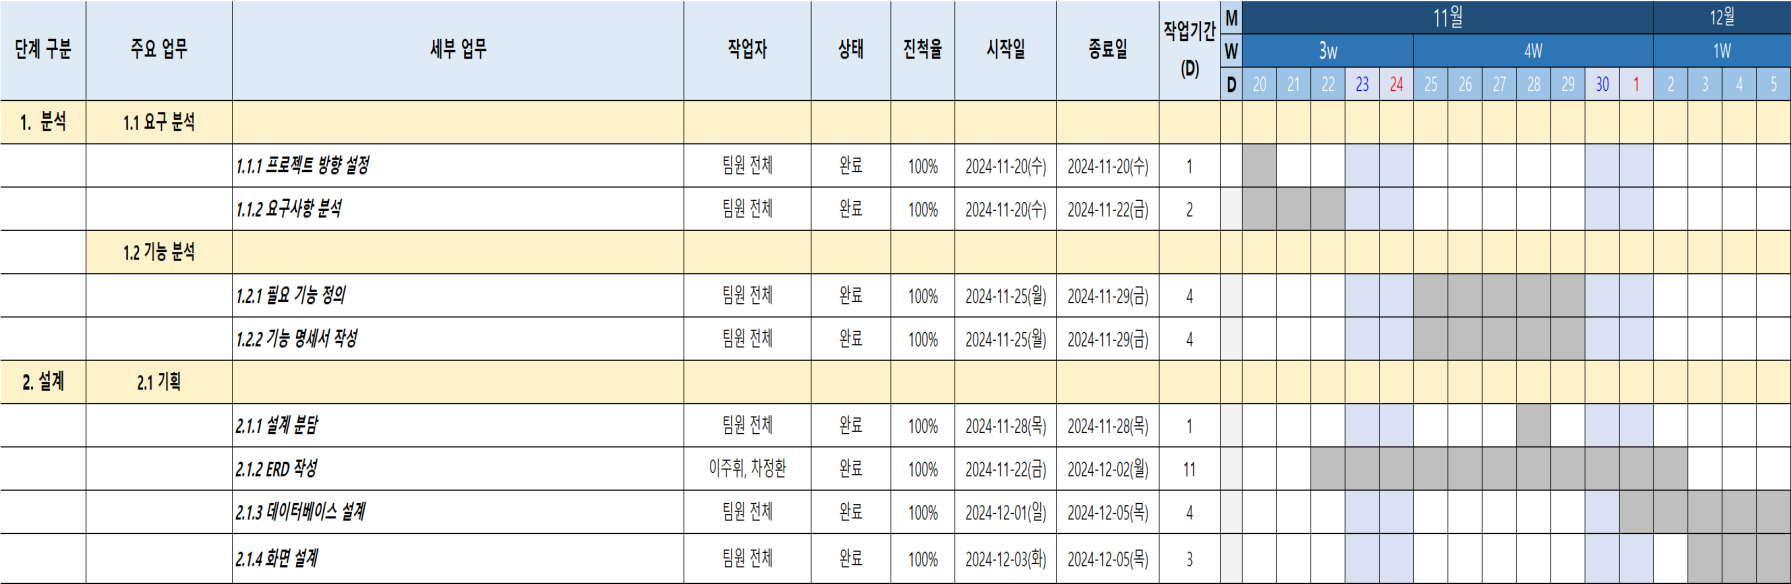 단계 구분 주요 업무 세부 업무 작업자 상태 진척율 시작일 종료일 작업기간 (D) M 11월 12월
W 3w 4W 1W
D 20 21 22 23 24 25 26 27 28 29 30 1 2 3 4 5
1. 분석 1.1 요구 분석
1.1.1 프로젝트 방향 설정 팀원 전체 완료 100% 2024-11-20(수) 2024-11-20(수) 1
1.1.2 요구사항 분석 팀원 전체 완료 100% 2024-11-20(수) 2024-11-22(금) 2
1.2 기능 분석
1.2.1 필요 기능 정의 팀원 전체 완료 100% 2024-11-25(월) 2024-11-29(금) 4
1.2.2 기능 명세서 작성 팀원 전체 완료 100% 2024-11-25(월) 2024-11-29(금) 4
2. 설계 2.1 기획
2.1.1 설계 분담 팀원 전체 완료 100% 2024-11-28(목) 2024-11-28(목) 1
2.1.2 ERD 작성 이주휘, 차정환 완료 100% 2024-11-22(금) 2024-12-02(월) 11
2.1.3 데이터베이스 설계 팀원 전체 완료 100% 2024-12-01(일) 2024-12-05(목) 4
2.1.4 화면 설계 팀원 전체 완료 100% 2024-12-03(화) 2024-12-05(목) 3